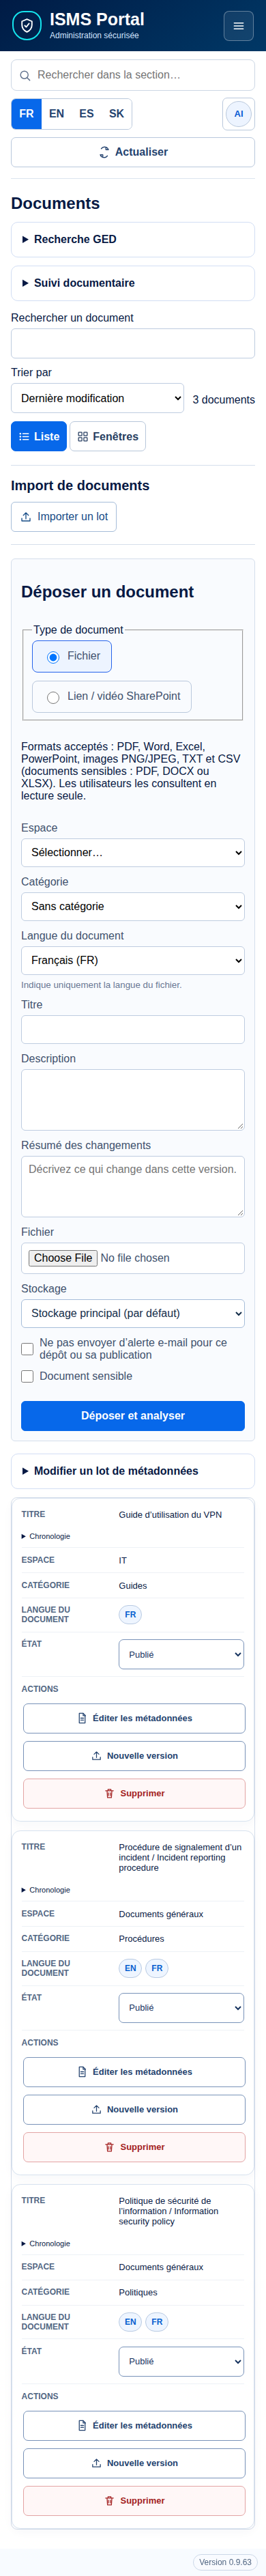 ISMS Portal
Administration sécurisée
Rechercher dans la section…
FR EN ES SK
AI
Actualiser
Documents
Recherche GED
Suivi documentaire
Rechercher un document
Trier par
Dernière modification
3 documents
Liste
Fenêtres
Import de documents
Importer un lot
Déposer un document
Type de document
Fichier
Lien / vidéo SharePoint
Formats acceptés : PDF, Word, Excel,
PowerPoint, images PNG/JPEG, TXT et CSV
(documents sensibles : PDF, DOCX ou
XLSX). Les utilisateurs les consultent en
lecture seule.
Espace
Sélectionner…
Catégorie
Sans catégorie
Langue du document
Français (FR)
Indique uniquement la langue du fichier.
Titre
Description
Résumé des changements
Décrivez ce qui change dans cette version.
Fichier
Choose File No file chosen
Stockage
Stockage principal (par défaut)
Ne pas envoyer d’alerte e-mail pour ce
dépôt ou sa publication
Document sensible
Déposer et analyser
Modifier un lot de métadonnées
TITRE
Guide d’utilisation du VPN
Chronologie
ESPACE
IT
CATÉGORIE
Guides
LANGUE DU
DOCUMENT
FR
ÉTAT
Publié
ACTIONS
Éditer les métadonnées
Nouvelle version
Supprimer
TITRE
Procédure de signalement d’un
incident / Incident reporting
procedure
Chronologie
ESPACE
Documents généraux
CATÉGORIE
Procédures
LANGUE DU
DOCUMENT
EN FR
ÉTAT
Publié
ACTIONS
Éditer les métadonnées
Nouvelle version
Supprimer
TITRE
Politique de sécurité de
l’information / Information
security policy
Chronologie
ESPACE
Documents généraux
CATÉGORIE
Politiques
LANGUE DU
DOCUMENT
EN FR
ÉTAT
Publié
ACTIONS
Éditer les métadonnées
Nouvelle version
Supprimer
Version 0.9.63